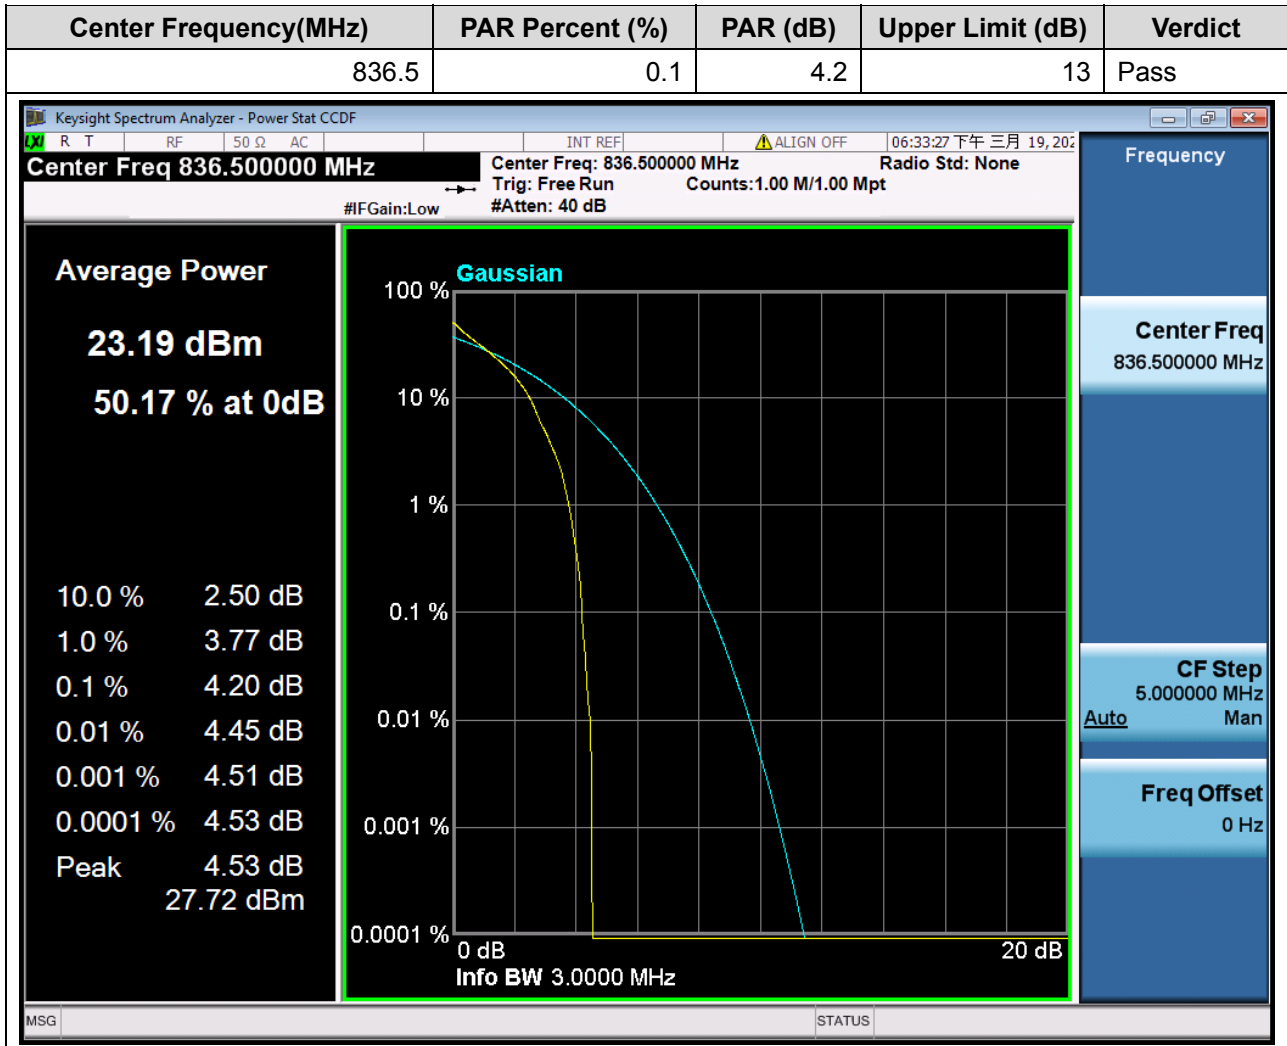 Center Frequency(MHz) PAR Percent (%) PAR (dB) Upper Limit (dB) Verdict
836.5 0.1 4.2 13 Pass
Keysight Spectrum Analyzer - Power Stat CCDF
LXI R T RF 50 Ω AC INT REF ALIGN OFF 06:33:27 下午 三月 19, 202
Center Freq 836.500000 MHz
Center Freq: 836.500000 MHz Radio Std: None
Trig: Free Run Counts:1.00 M/1.00 Mpt
#IFGain:Low #Atten: 40 dB
Average Power
23.19 dBm
50.17 % at 0dB
10.0 % 2.50 dB
1.0 % 3.77 dB
0.1 % 4.20 dB
0.01 % 4.45 dB
0.001 % 4.51 dB
0.0001 % 4.53 dB
Peak 4.53 dB
27.72 dBm
Gaussian
100 %
10 %
1 %
0.1 %
0.01 %
0.001 %
0.0001 %
0 dB 20 dB
Info BW 3.0000 MHz
Frequency
Center Freq
836.500000 MHz
CF Step
5.000000 MHz
Auto Man
Freq Offset
0 Hz
MSG STATUS